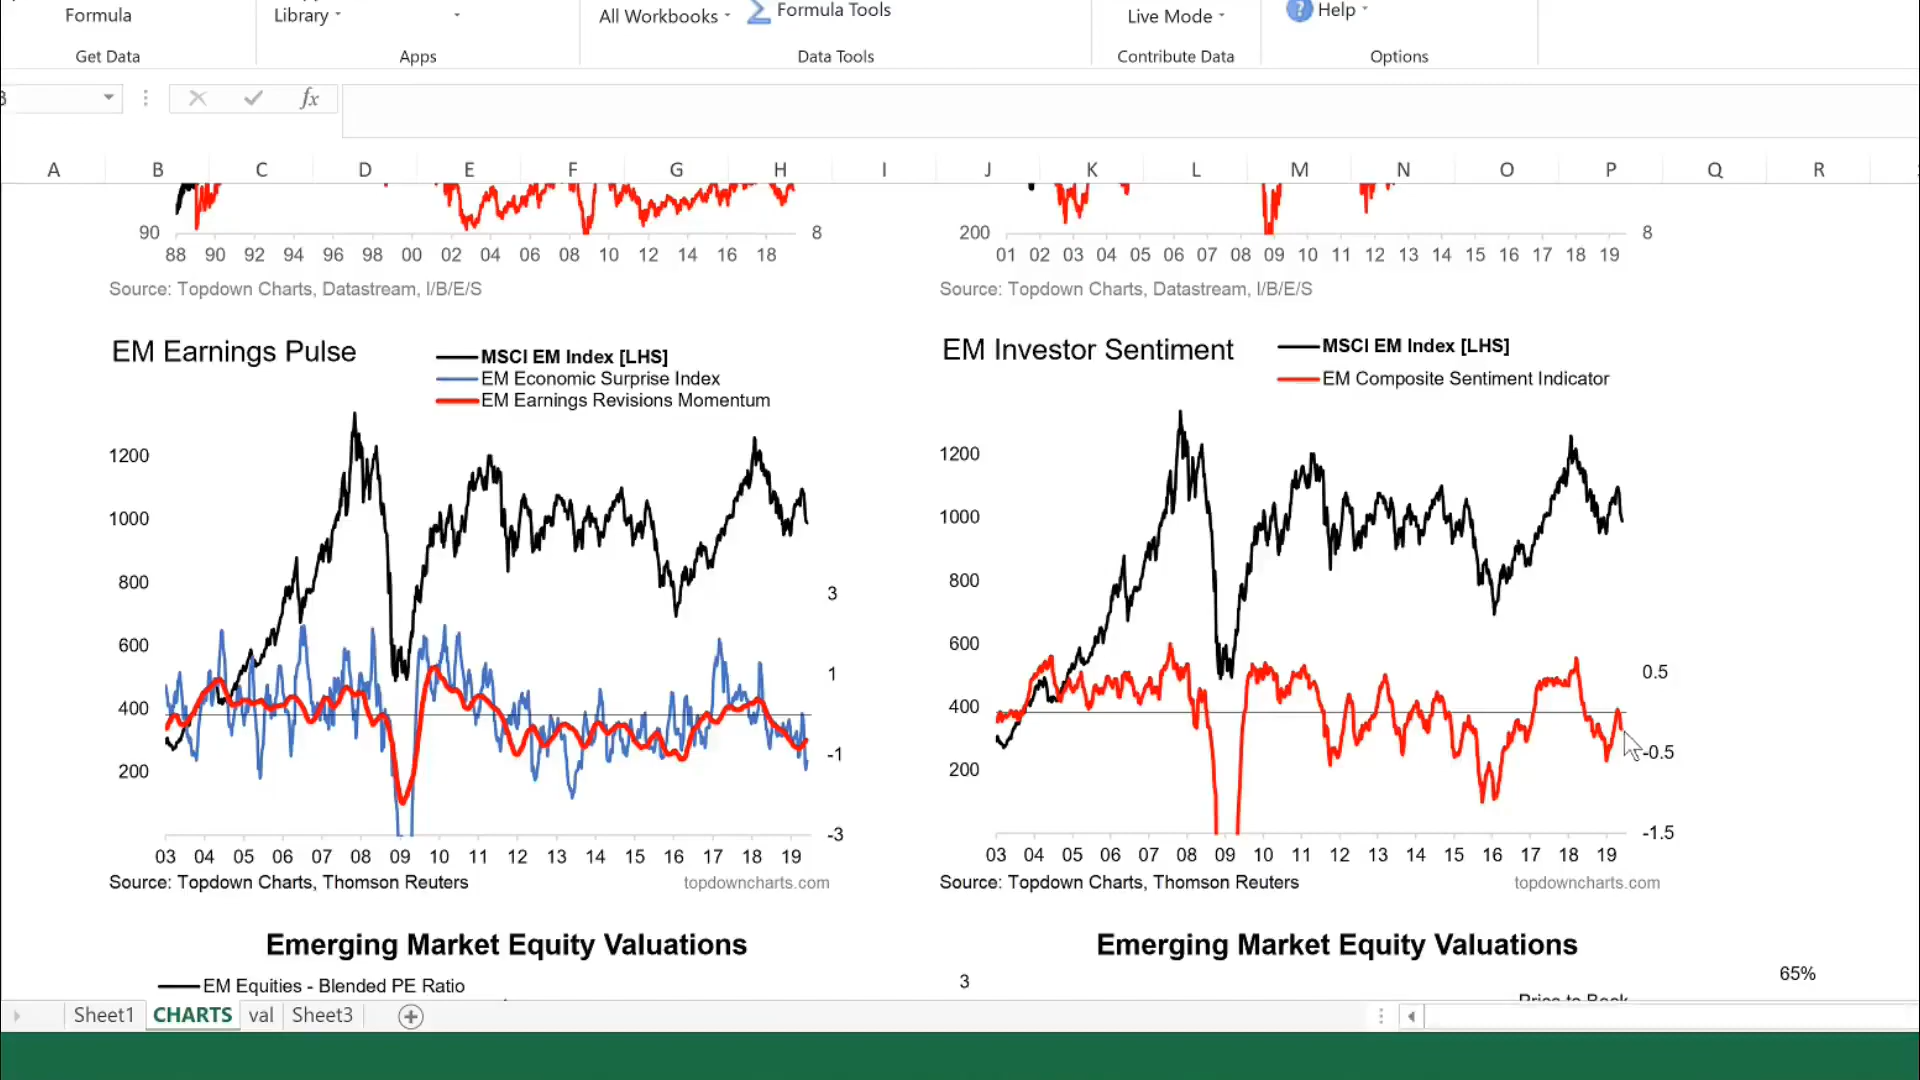 Formula
Library
All Workbooks
Formula Tools
Live Mode
? Help
Get Data
Apps
Data Tools
Contribute Data
Options
fx
A B C D E F G H I J K L M N O P Q R
90
8
88 90 92 94 96 98 00 02 04 06 08 10 12 14 16 18
Source: Topdown Charts, Datastream, I/B/E/S
200
8
01 02 03 04 05 06 07 08 09 10 11 12 13 14 15 16 17 18 19
Source: Topdown Charts, Datastream, I/B/E/S
EM Earnings Pulse
MSCI EM Index [LHS]
EM Economic Surprise Index
EM Earnings Revisions Momentum
1200
1000
800
600
400
200
3
1
-1
-3
03 04 05 06 07 08 09 10 11 12 13 14 15 16 17 18 19
Source: Topdown Charts, Thomson Reuters
topdowncharts.com
EM Investor Sentiment
MSCI EM Index [LHS]
EM Composite Sentiment Indicator
1200
1000
800
600
400
200
0.5
-0.5
-1.5
03 04 05 06 07 08 09 10 11 12 13 14 15 16 17 18 19
Source: Topdown Charts, Thomson Reuters
topdowncharts.com
Emerging Market Equity Valuations
EM Equities - Blended PE Ratio
Emerging Market Equity Valuations
3
65%
Price to Book
Sheet1 CHARTS val Sheet3